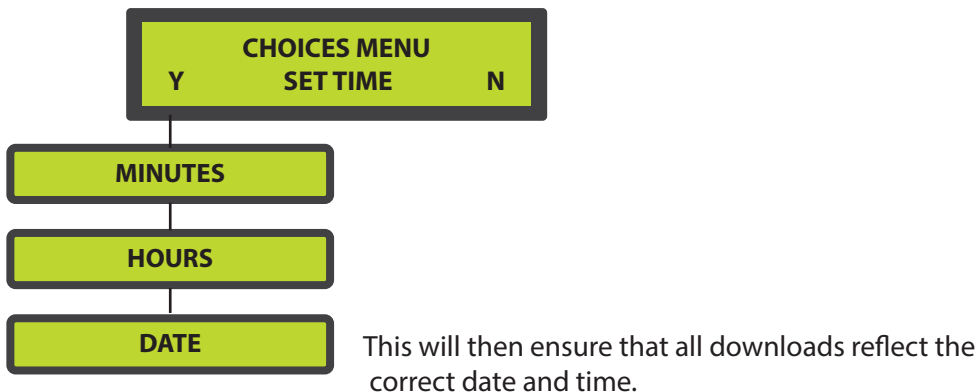 CHOICES MENU
Y SET TIME N
MINUTES
HOURS
DATE
This will then ensure that all downloads reflect the
correct date and time.